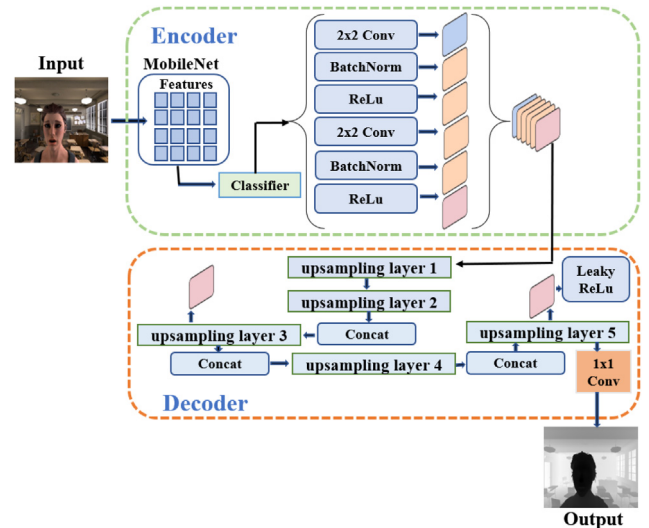 Encoder
Input
MobileNet
Features
Classifier
2x2 Conv
BatchNorm
ReLu
2x2 Conv
BatchNorm
ReLu
upsampling layer 1
upsampling layer 2
Concat
upsampling layer 3
Concat
upsampling layer 4
Concat
upsampling layer 5
Leaky
ReLu
1x1
Conv
Decoder
Output